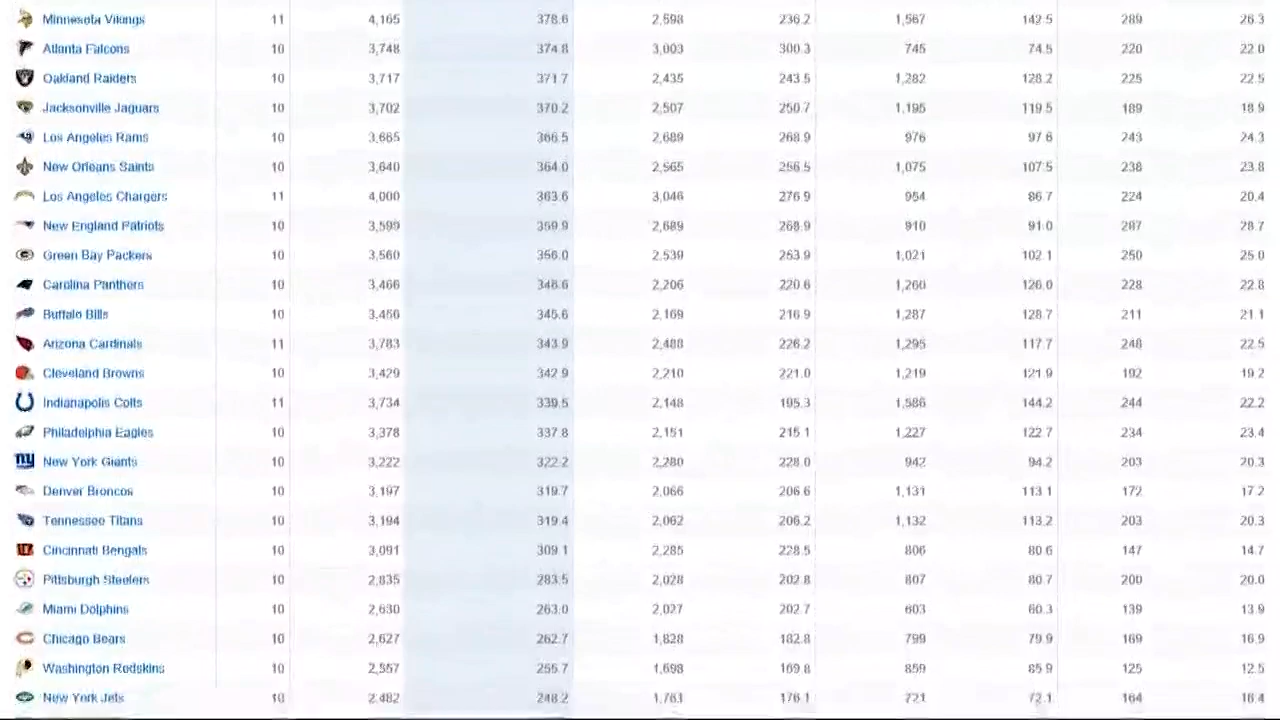 Minnesota Vikings 11 4,165 378.6 2,598 236.2 1,567 142.5 289 26.3
Atlanta Falcons 10 3,748 374.8 3,003 300.3 745 74.5 220 22.0
Oakland Raiders 10 3,717 371.7 2,435 243.5 1,282 128.2 225 22.5
Jacksonville Jaguars 10 3,702 370.2 2,507 250.7 1,195 119.5 189 18.9
Los Angeles Rams 10 3,665 366.5 2,689 268.9 976 97.6 243 24.3
New Orleans Saints 10 3,640 364.0 2,565 256.5 1,075 107.5 238 23.8
Los Angeles Chargers 11 4,000 363.6 3,046 276.9 954 86.7 224 20.4
New England Patriots 10 3,599 359.9 2,689 268.9 910 91.0 287 28.7
Green Bay Packers 10 3,560 356.0 2,539 253.9 1,021 102.1 250 25.0
Carolina Panthers 10 3,466 346.6 2,206 220.6 1,260 126.0 228 22.8
Buffalo Bills 10 3,456 345.6 2,169 216.9 1,287 128.7 211 21.1
Arizona Cardinals 11 3,783 343.9 2,488 226.2 1,295 117.7 248 22.5
Cleveland Browns 10 3,429 342.9 2,210 221.0 1,219 121.9 192 19.2
Indianapolis Colts 11 3,734 339.5 2,148 195.3 1,586 144.2 244 22.2
Philadelphia Eagles 10 3,378 337.8 2,151 215.1 1,227 122.7 234 23.4
New York Giants 10 3,222 322.2 2,280 228.0 942 94.2 203 20.3
Denver Broncos 10 3,197 319.7 2,066 206.6 1,131 113.1 172 17.2
Tennessee Titans 10 3,194 319.4 2,062 206.2 1,132 113.2 203 20.3
Cincinnati Bengals 10 3,091 309.1 2,285 228.5 806 80.6 147 14.7
Pittsburgh Steelers 10 2,835 283.5 2,028 202.8 807 80.7 200 20.0
Miami Dolphins 10 2,630 263.0 2,027 202.7 603 60.3 139 13.9
Chicago Bears 10 2,627 262.7 1,828 182.8 799 79.9 169 16.9
Washington Redskins 10 2,557 255.7 1,698 169.8 859 85.9 125 12.5
New York Jets 10 2,482 248.2 1,761 176.1 721 72.1 164 16.4